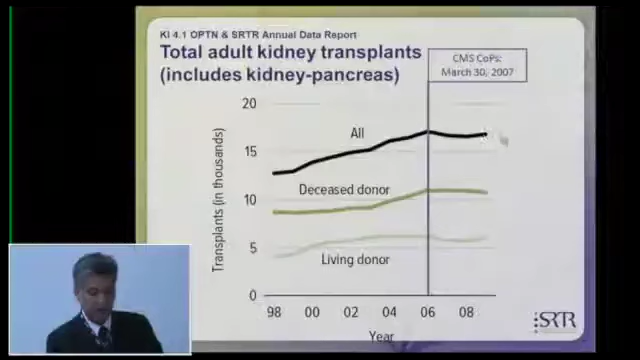 KI 4.1 OPTN & SRTR Annual Data Report
Total adult kidney transplants
(includes kidney-pancreas)
CMS CoPs:
March 30, 2007
20
15
10
5
0
Transplants (in thousands)
All
Deceased donor
Living donor
98 00 02 04 06 08
Year
SRTR